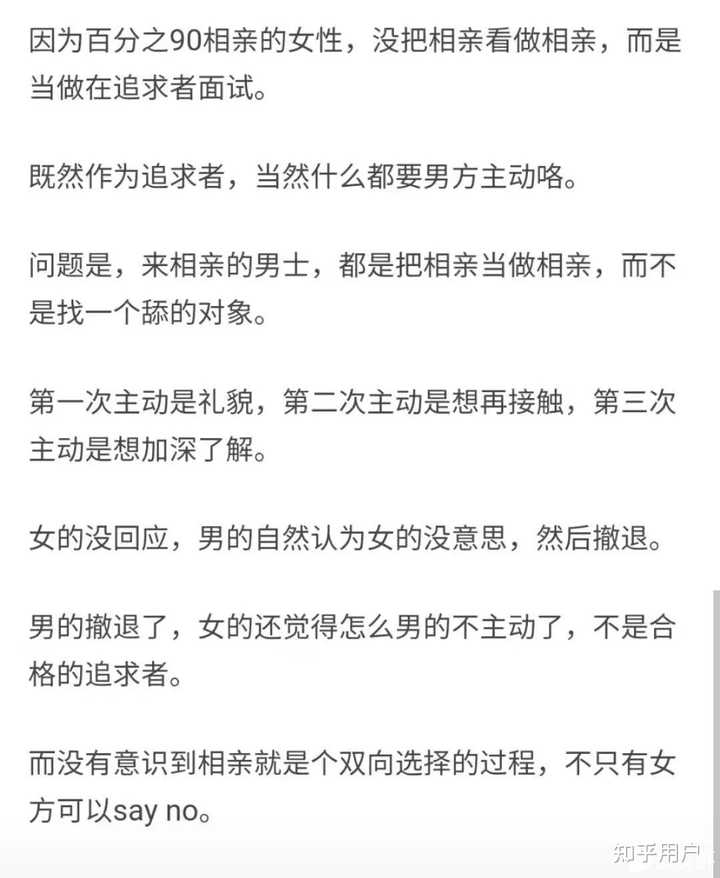 因为百分之90相亲的女性，没把相亲看做相亲，而是
当做在追求者面试。
既然作为追求者，当然什么都要男方主动咯。
问题是，来相亲的男士，都是把相亲当做相亲，而不
是找一个舔的对象。
第一次主动是礼貌，第二次主动是想再接触，第三次
主动是想加深了解。
女的没回应，男的自然认为女的没意思，然后撤退。
男的撤退了，女的还觉得怎么男的不主动了，不是合
格的追求者。
而没有意识到相亲就是个双向选择的过程，不只有女
方可以say no。
知乎用户